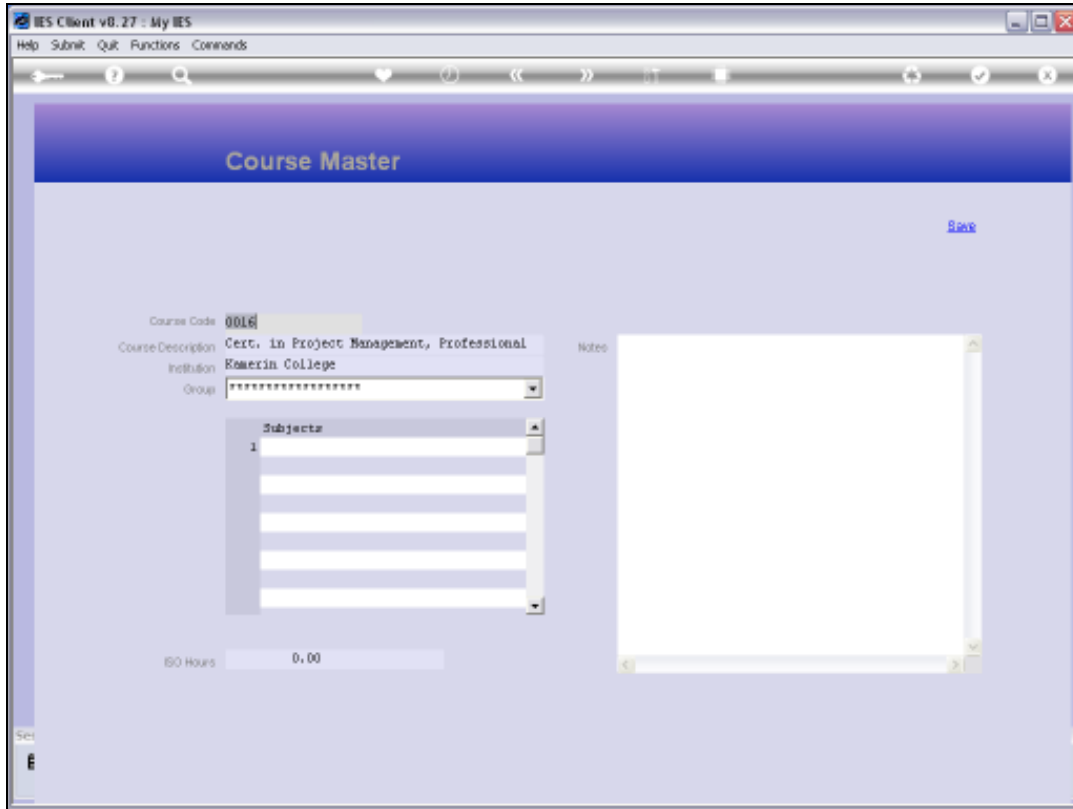 IES Client v8.27 : My IES
Help Submit Quit Functions Commands
Course Master
Save
Course Code 0016
Course Description Cert. in Project Management, Professional
Notes
Institution Kamerin College
Group ******************
Subjects
1
ISO Hours 0.00